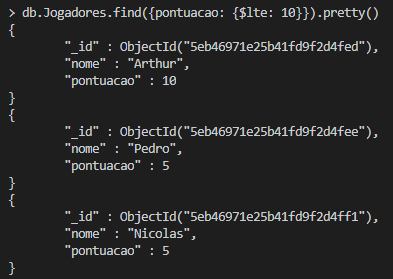 > db.Jogadores.find({pontuacao: {$lte: 10}}).pretty()
{
        "_id" : ObjectId("5eb46971e25b41fd9f2d4fed"),
        "nome" : "Arthur",
        "pontuacao" : 10
}
{
        "_id" : ObjectId("5eb46971e25b41fd9f2d4fee"),
        "nome" : "Pedro",
        "pontuacao" : 5
}
{
        "_id" : ObjectId("5eb46971e25b41fd9f2d4ff1"),
        "nome" : "Nicolas",
        "pontuacao" : 5
}